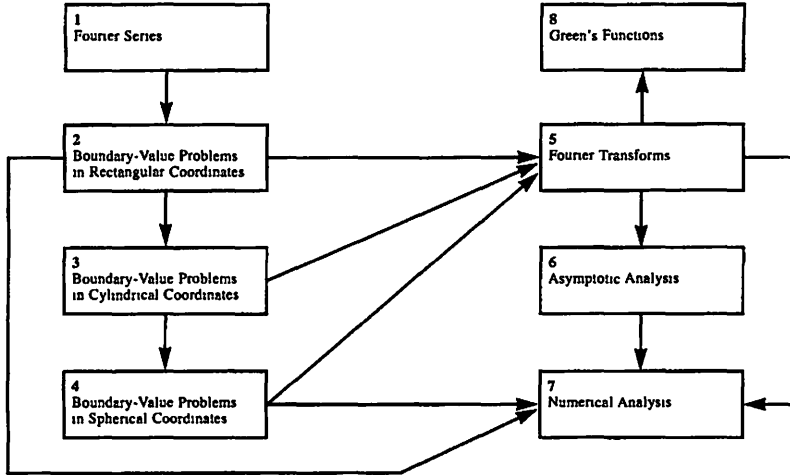 1
Fourier Series
2
Boundary-Value Problems
in Rectangular Coordinates
3
Boundary-Value Problems
in Cylindrical Coordinates
4
Boundary-Value Problems
in Spherical Coordinates
8
Green's Functions
5
Fourier Transforms
6
Asymptotic Analysis
7
Numerical Analysis